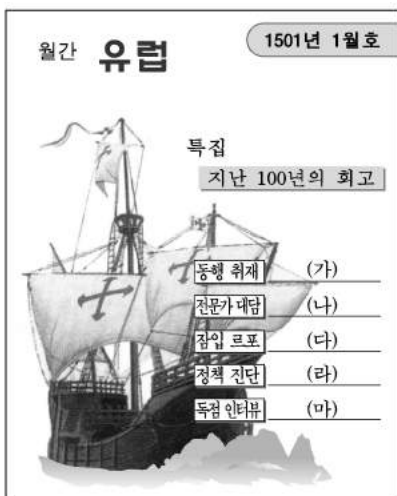 월간 유럽
1501년 1월호
특집
지난 100년의 회고
동행 취재 (가)
전문가 대담 (나)
잠입 르포 (다)
정책 진단 (라)
독점 인터뷰 (마)